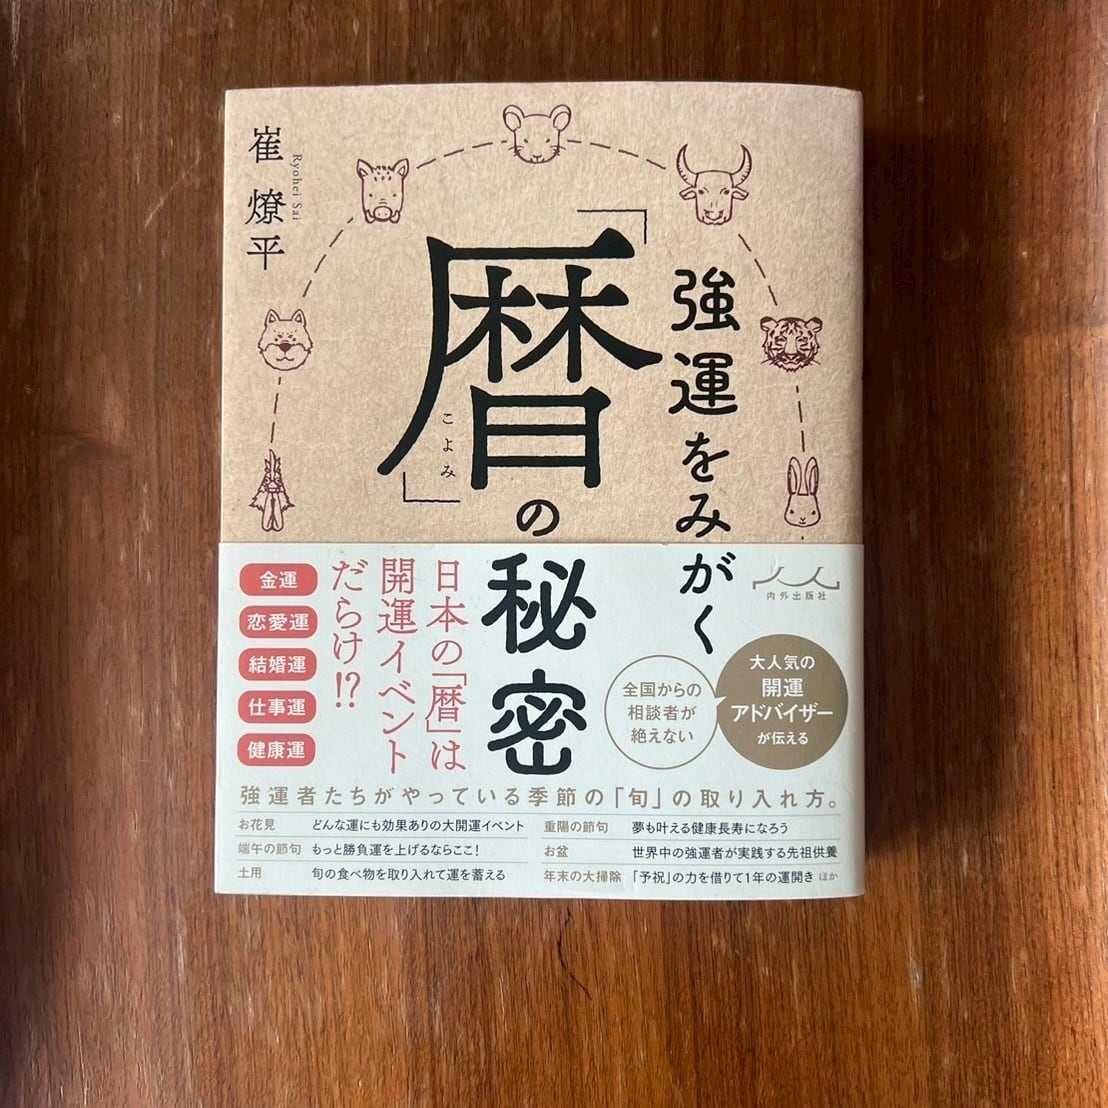 強運をみがく
「暦」の秘密
こよみ
崔 燎平
Ryohei Sai
内外出版社
大人気の
開運
アドバイザー
が伝える
全国からの
相談者が
絶えない
日本の「暦」は
開運イベント
だらけ!?
金運
恋愛運
結婚運
仕事運
健康運
強運者たちがやっている季節の「旬」の取り入れ方。
お花見 どんな運にも効果ありの大開運イベント
端午の節句 もっと勝負運を上げるならここ！
土用 旬の食べ物を取り入れて運を蓄える
重陽の節句 夢も叶える健康長寿になろう
お盆 世界中の強運者が実践する先祖供養
年末の大掃除 「予祝」の力を借りて1年の運開き ほか